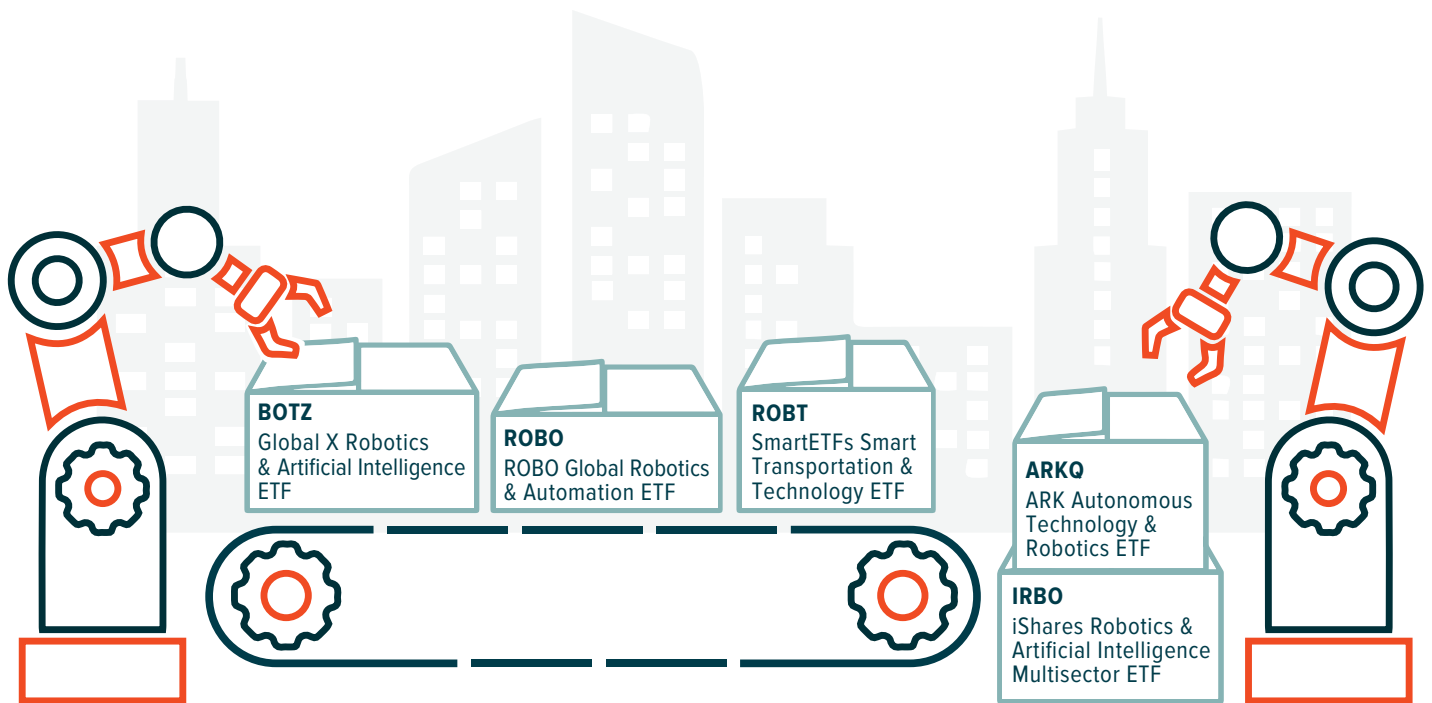 BOTZ
Global X Robotics
& Artificial Intelligence
ETF
ROBO
ROBO Global Robotics
& Automation ETF
ROBT
SmartETFs Smart
Transportation &
Technology ETF
ARKQ
ARK Autonomous
Technology &
Robotics ETF
IRBO
iShares Robotics &
Artificial Intelligence
Multisector ETF